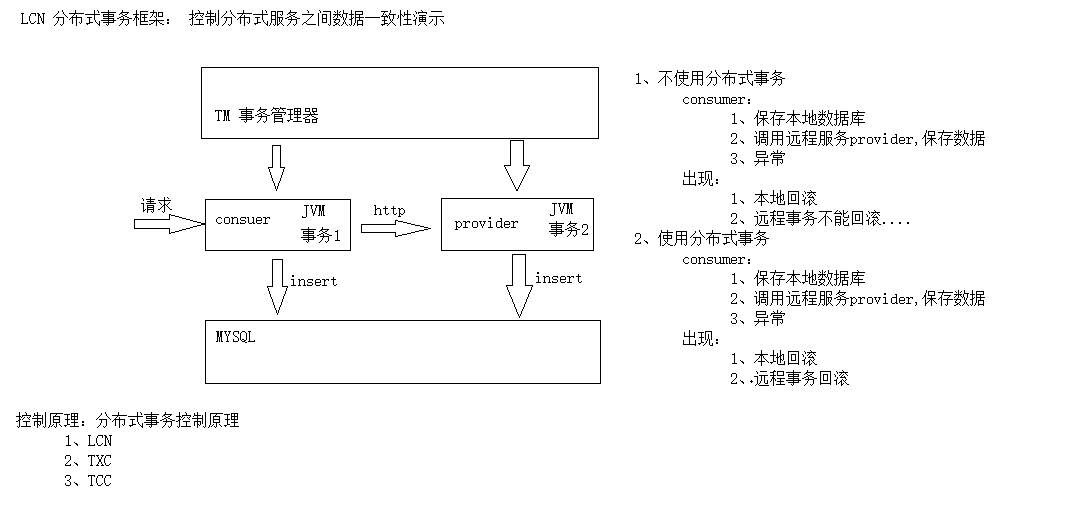 LCN 分布式事务框架： 控制分布式服务之间数据一致性演示
TM 事务管理器
请求
consuer
JVM
事务1
http
provider
JVM
事务2
insert
insert
MYSQL
1、不使用分布式事务
consumer：
1、保存本地数据库
2、调用远程服务provider,保存数据
3、异常
出现：
1、本地回滚
2、远程事务不能回滚....
2、使用分布式事务
consumer：
1、保存本地数据库
2、调用远程服务provider,保存数据
3、异常
出现：
1、本地回滚
2、.远程事务回滚
控制原理：分布式事务控制原理
1、LCN
2、TXC
3、TCC